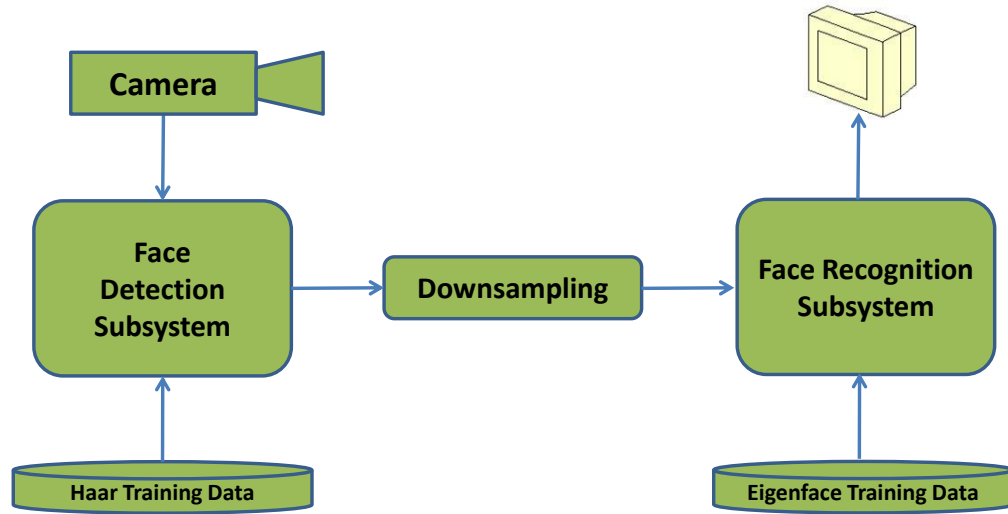 Camera
Face
Detection
Subsystem
Downsampling
Face Recognition
Subsystem
Haar Training Data
Eigenface Training Data